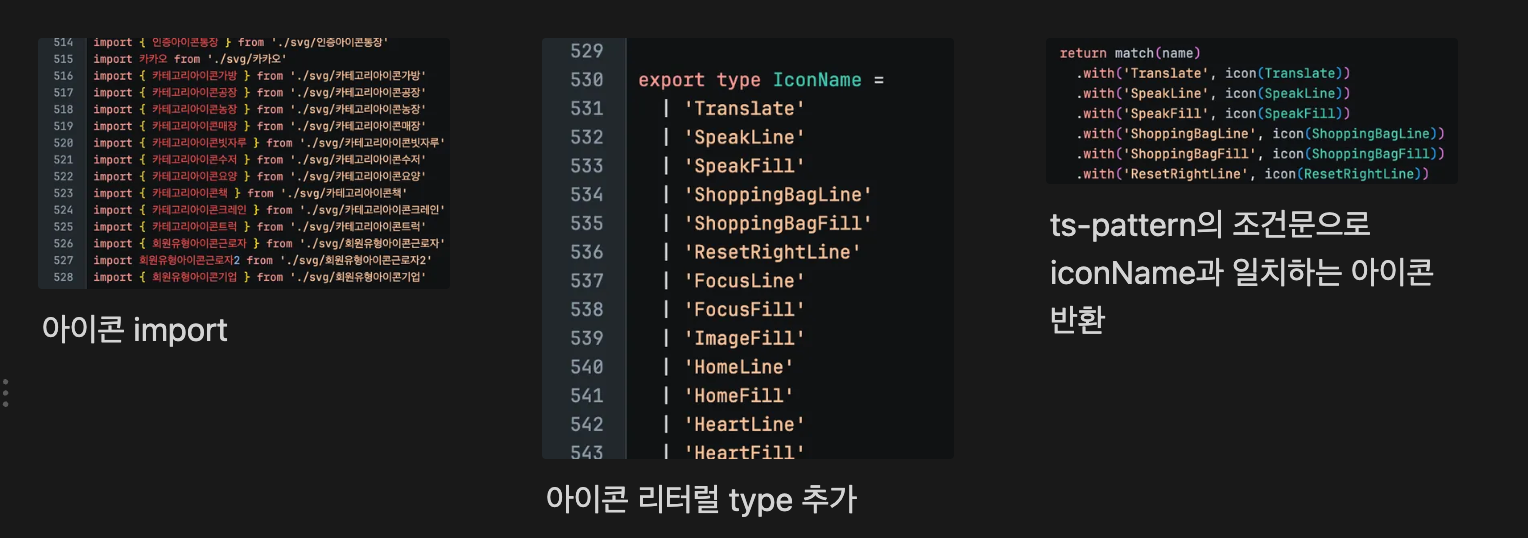 514 import { 인증아이콘통장 } from './svg/인증아이콘통장'
515 import 카카오 from './svg/카카오'
516 import { 카테고리아이콘가방 } from './svg/카테고리아이콘가방'
517 import { 카테고리아이콘공장 } from './svg/카테고리아이콘공장'
518 import { 카테고리아이콘농장 } from './svg/카테고리아이콘농장'
519 import { 카테고리아이콘매장 } from './svg/카테고리아이콘매장'
520 import { 카테고리아이콘빗자루 } from './svg/카테고리아이콘빗자루'
521 import { 카테고리아이콘수저 } from './svg/카테고리아이콘수저'
522 import { 카테고리아이콘요양 } from './svg/카테고리아이콘요양'
523 import { 카테고리아이콘책 } from './svg/카테고리아이콘책'
524 import { 카테고리아이콘크레인 } from './svg/카테고리아이콘크레인'
525 import { 카테고리아이콘트럭 } from './svg/카테고리아이콘트럭'
526 import { 회원유형아이콘근로자 } from './svg/회원유형아이콘근로자'
527 import 회원유형아이콘근로자2 from './svg/회원유형아이콘근로자2'
528 import { 회원유형아이콘기업 } from './svg/회원유형아이콘기업'
아이콘 import
529
530 export type IconName =
531 | 'Translate'
532 | 'SpeakLine'
533 | 'SpeakFill'
534 | 'ShoppingBagLine'
535 | 'ShoppingBagFill'
536 | 'ResetRightLine'
537 | 'FocusLine'
538 | 'FocusFill'
539 | 'ImageFill'
540 | 'HomeLine'
541 | 'HomeFill'
542 | 'HeartLine'
543 | 'HeartFill'
아이콘 리터럴 type 추가
return match(name)
.with('Translate', icon(Translate))
.with('SpeakLine', icon(SpeakLine))
.with('SpeakFill', icon(SpeakFill))
.with('ShoppingBagLine', icon(ShoppingBagLine))
.with('ShoppingBagFill', icon(ShoppingBagFill))
.with('ResetRightLine', icon(ResetRightLine))
ts-pattern의 조건문으로
iconName과 일치하는 아이콘
반환